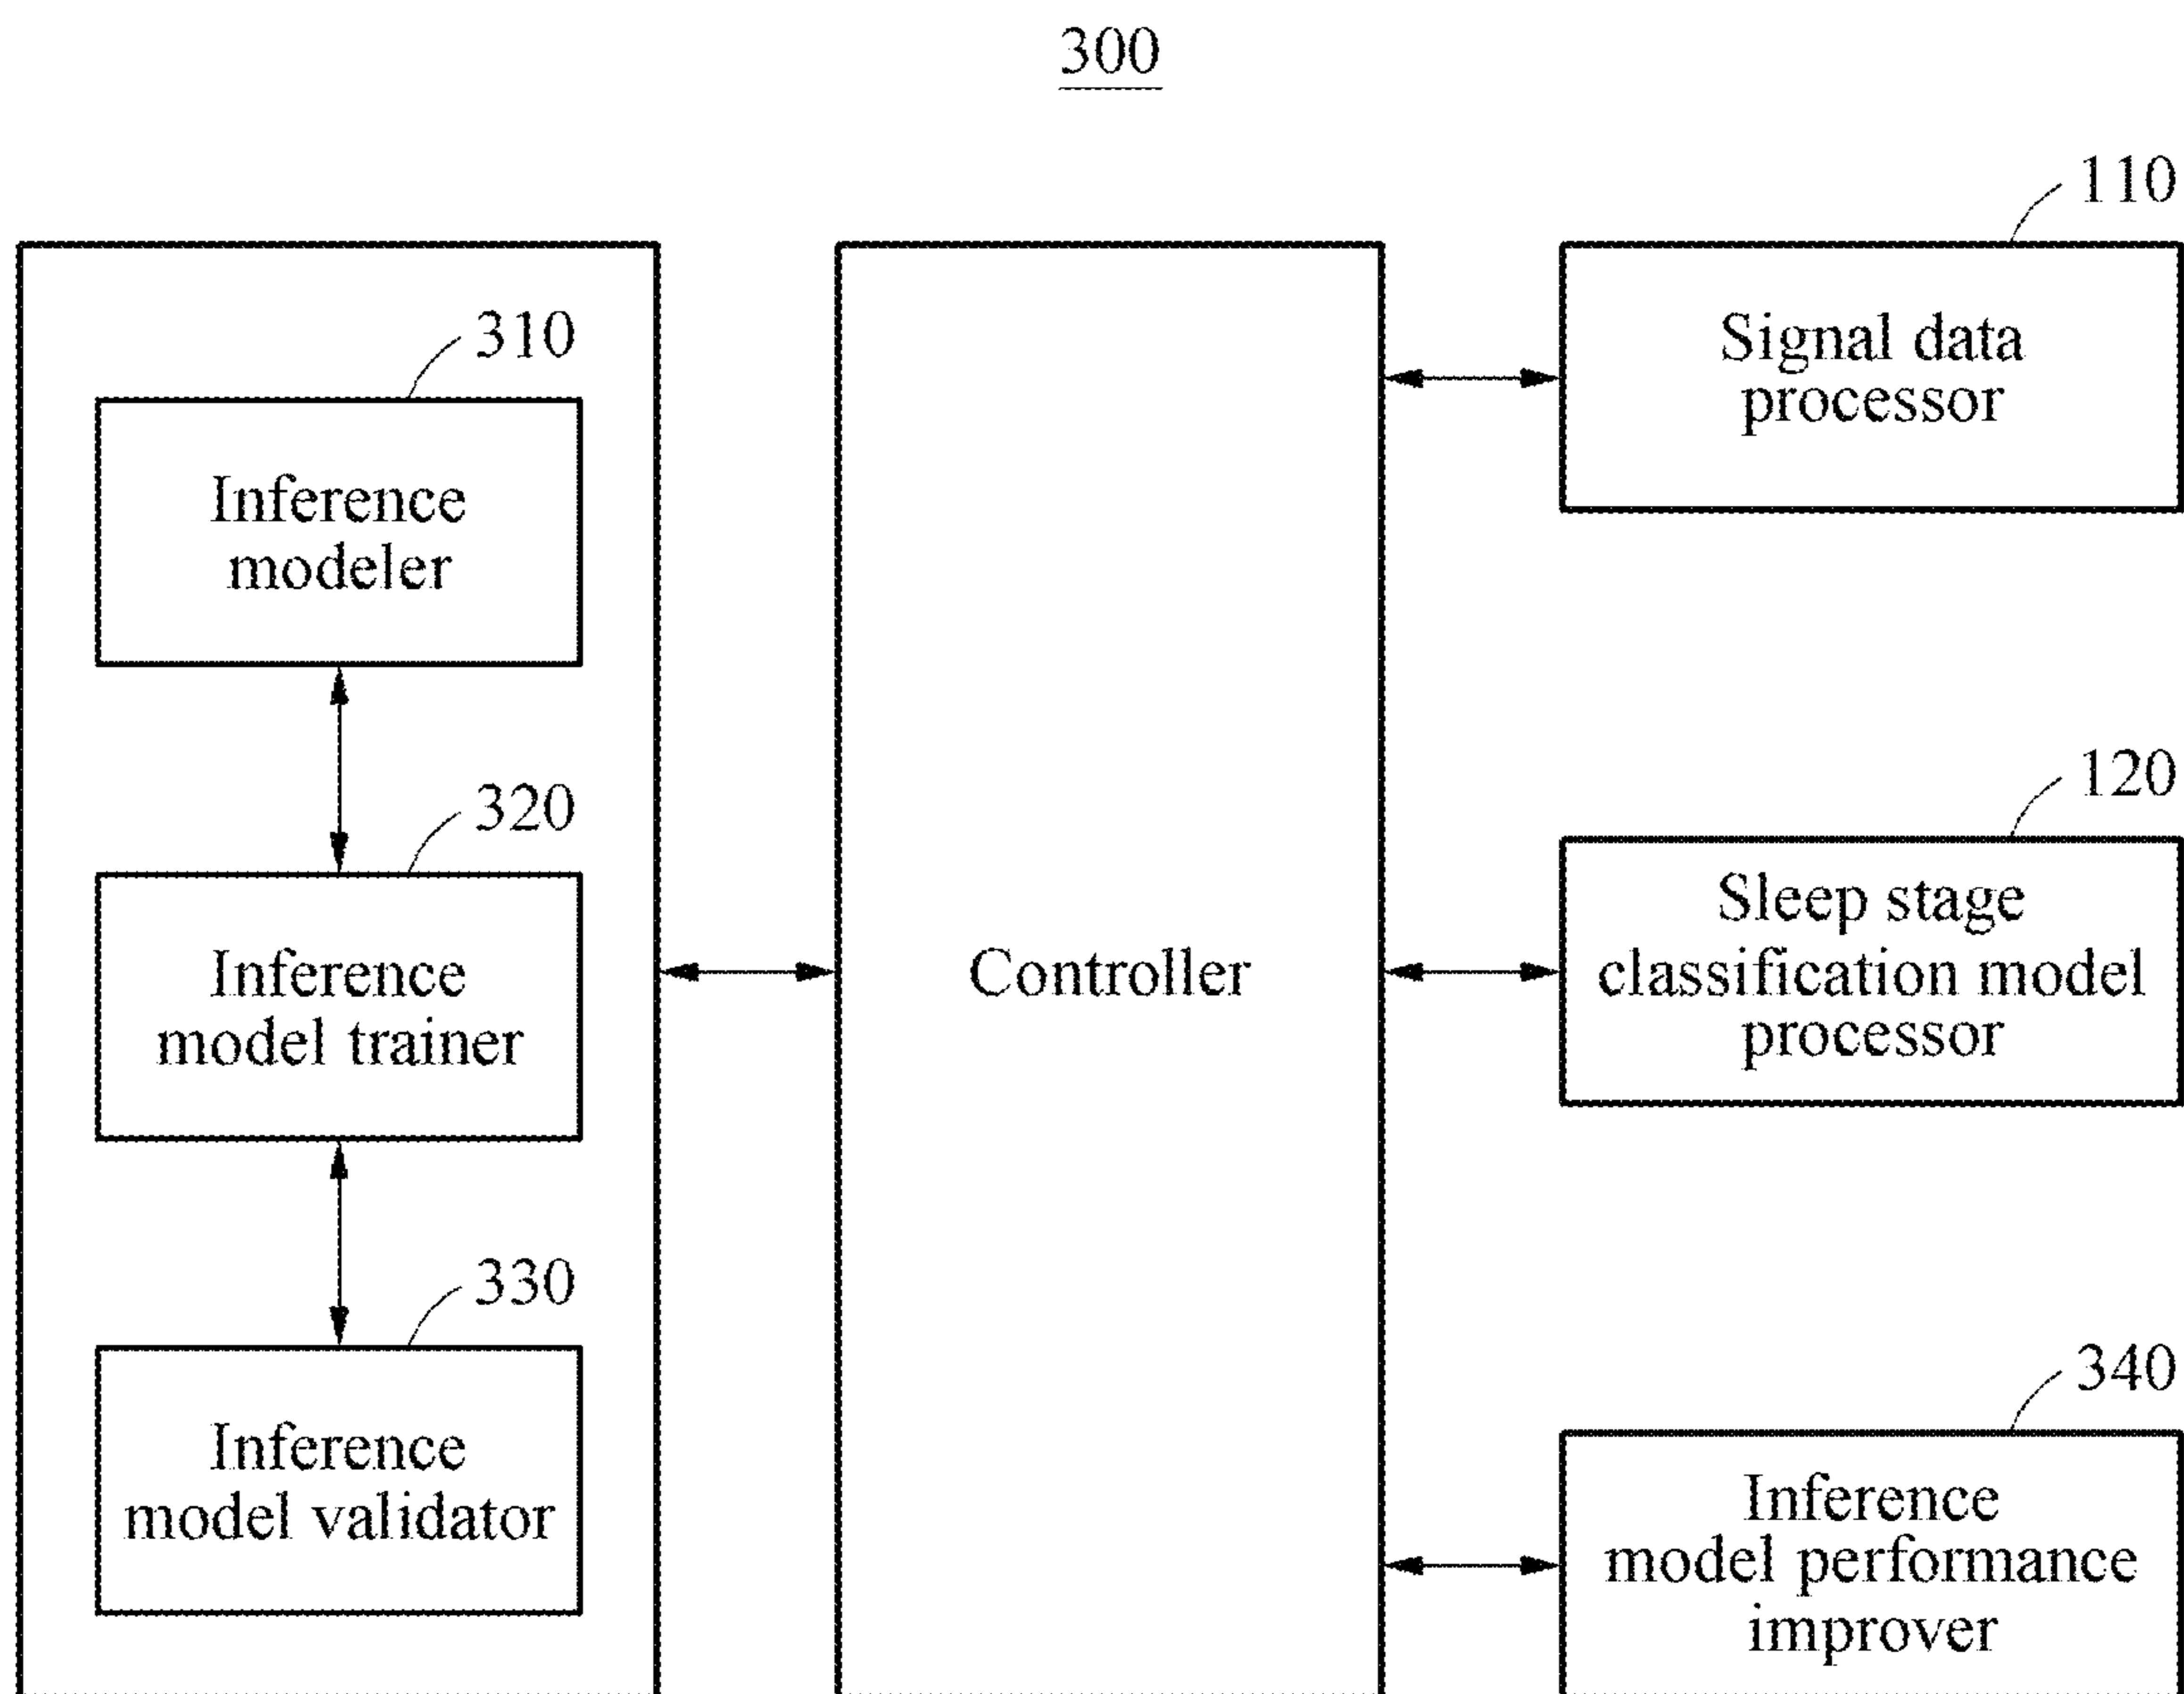 300
310
Inference
modeler
320
Inference
model trainer
330
Inference
model validator
Controller
110
Signal data
processor
120
Sleep stage
classification model
processor
340
Inference
model performance
improver